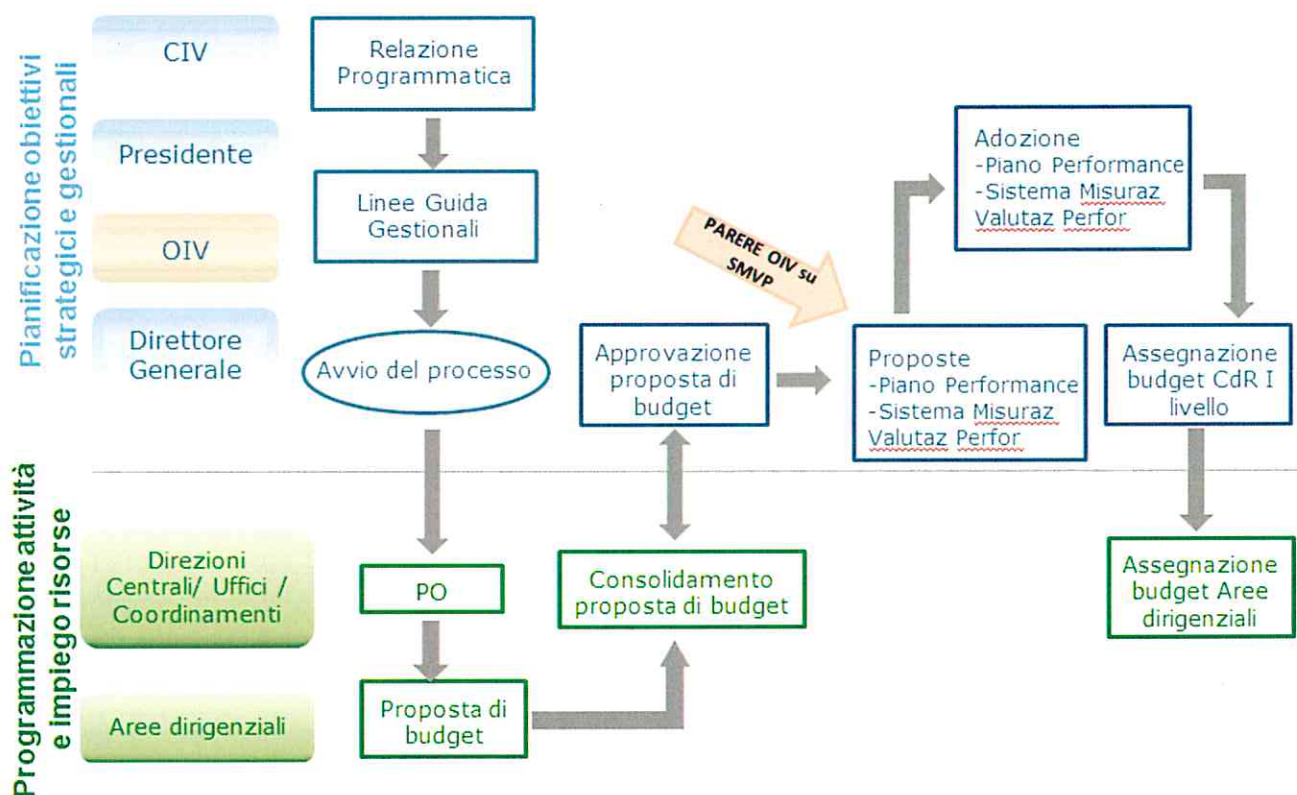 Pianificazione obiettivi
strategici e gestionali
CIV
Presidente
OIV
Direttore
Generale
Relazione
Programmatica
Linee Guida
Gestionali
Avvio del processo
Approvazione
proposta di
budget
PARERE OIV su
SMVP
Proposte
-Piano Performance
-Sistema Misuraz
Valutaz Perfor
Adozione
-Piano Performance
-Sistema Misuraz
Valutaz Perfor
Assegnazione
budget CdR I
livello
Programmazione attività
e impiego risorse
Direzioni
Centrali/ Uffici /
Coordinamenti
Aree dirigenziali
PO
Proposta di
budget
Consolidamento
proposta di budget
Assegnazione
budget Aree
dirigenziali